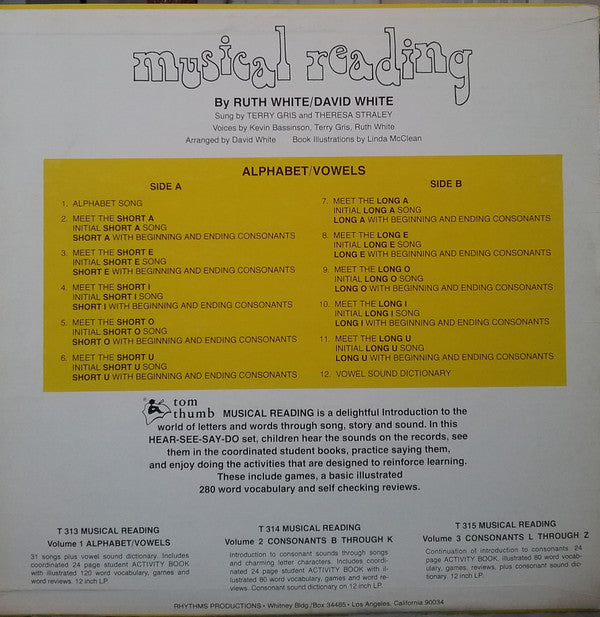 musical reading
By RUTH WHITE/DAVID WHITE
Sung by TERRY GRIS and THERESA STRALEY
Voices by Kevin Bassinson, Terry Gris, Ruth White
Arranged by David White Book Illustrations by Linda McClean
ALPHABET/VOWELS
SIDE A
1. ALPHABET SONG
2. MEET THE SHORT A
INITIAL SHORT A SONG
SHORT A WITH BEGINNING AND ENDING CONSONANTS
3. MEET THE SHORT E
INITIAL SHORT E SONG
SHORT E WITH BEGINNING AND ENDING CONSONANTS
4. MEET THE SHORT I
INITIAL SHORT I SONG
SHORT I WITH BEGINNING AND ENDING CONSONANTS
5. MEET THE SHORT O
INITIAL SHORT O SONG
SHORT O WITH BEGINNING AND ENDING CONSONANTS
6. MEET THE SHORT U
INITIAL SHORT U SONG
SHORT U WITH BEGINNING AND ENDING CONSONANTS
SIDE B
7. MEET THE LONG A
INITIAL LONG A SONG
LONG A WITH BEGINNING AND ENDING CONSONANTS
8. MEET THE LONG E
INITIAL LONG E SONG
LONG E WITH BEGINNING AND ENDING CONSONANTS
9. MEET THE LONG O
INITIAL LONG O SONG
LONG O WITH BEGINNING AND ENDING CONSONANTS
10. MEET THE LONG I
INITIAL LONG I SONG
LONG I WITH BEGINNING AND ENDING CONSONANTS
11. MEET THE LONG U
INITIAL LONG U SONG
LONG U WITH BEGINNING AND ENDING CONSONANTS
12. VOWEL SOUND DICTIONARY
tom
thumb MUSICAL READING is a delightful Introduction to the
world of letters and words through song, story and sound. In this
HEAR-SEE-SAY-DO set, children hear the sounds on the records, see
them in the coordinated student books, practice saying them,
and enjoy doing the activities that are designed to reinforce learning.
These include games, a basic illustrated
280 word vocabulary and self checking reviews.
T 313 MUSICAL READING
Volume 1 ALPHABET/VOWELS
31 songs plus vowel sound dictionary. Includes
coordinated 24 page student ACTIVITY BOOK
with illustrated 120 word vocabulary, games and
word reviews. 12 inch LP.
T 314 MUSICAL READING
Volume 2 CONSONANTS B THROUGH K
Introduction to consonant sounds through songs
and charming letter characters. Includes coordi-
nated 24 page student ACTIVITY BOOK with il-
lustrated 80 word vocabulary, games and word re-
views. Consonant sound dictionary on 12 inch LP.
T 315 MUSICAL READING
Volume 3 CONSONANTS L THROUGH Z
Continuation of introduction to consonants. 24
page ACTIVITY BOOK, illustrated 80 word vocab-
ulary, games, reviews, plus consonant sound dic-
tionary. 12 inch LP.
RHYTHMS PRODUCTIONS • Whitney Bldg./Box 34485 • Los Angeles, California 90034